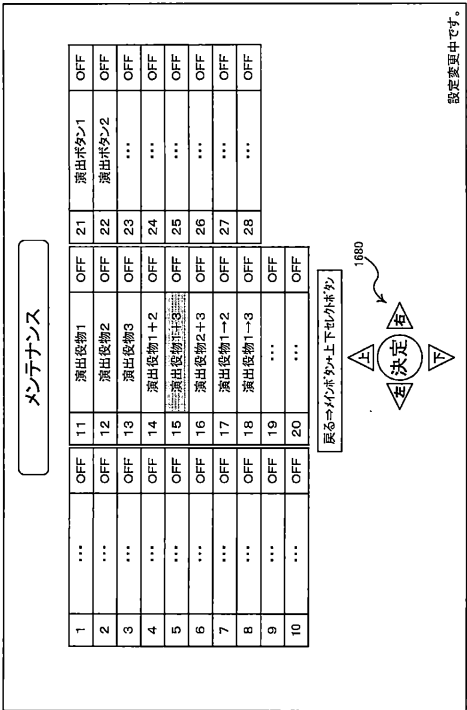 メンテナンス
1 ... OFF 11 演出役物1 OFF 21 演出ボタン1 OFF
2 ... OFF 12 演出役物2 OFF 22 演出ボタン2 OFF
3 ... OFF 13 演出役物3 OFF 23 ... OFF
4 ... OFF 14 演出役物1+2 OFF 24 ... OFF
5 ... OFF 15 演出役物1+3 OFF 25 ... OFF
6 ... OFF 16 演出役物2+3 OFF 26 ... OFF
7 ... OFF 17 演出役物1→2 OFF 27 ... OFF
8 ... OFF 18 演出役物1→3 OFF 28 ... OFF
9 ... OFF 19 ... OFF
10 ... OFF 20 ... OFF
戻る⇒メインボタン+上下セレクトボタン
1680
上
左 決定 右
下
設定変更中です。